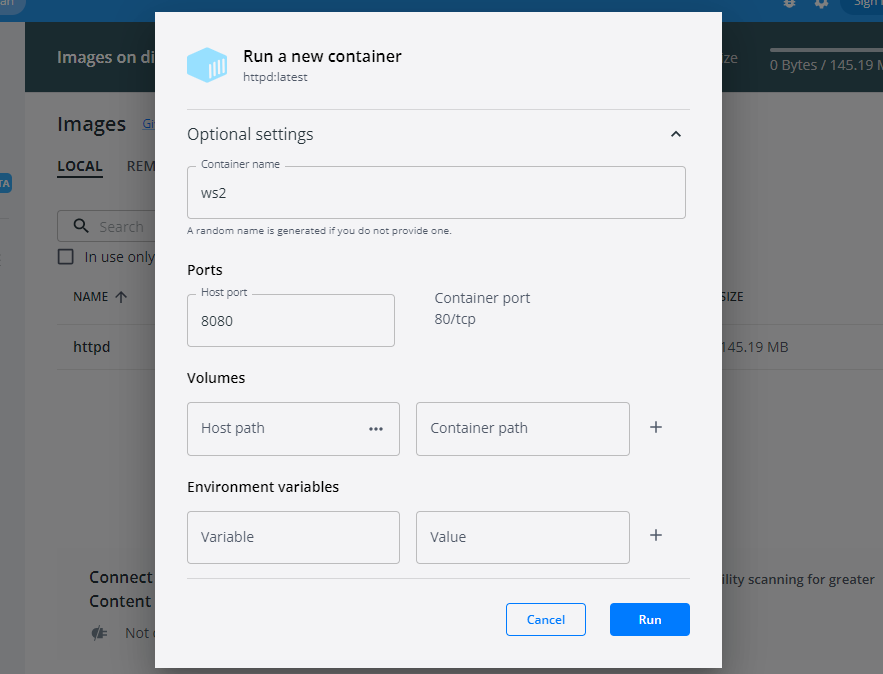 an
Sign
Images on di
ze
0 Bytes / 145.19 M
Run a new container
httpd:latest
Optional settings
Container name
ws2
A random name is generated if you do not provide one.
Images
Gi
LOCAL
REM
TA
Search
In use only
NAME
SIZE
httpd
145.19 MB
Ports
Host port
8080
Container port
80/tcp
Volumes
Host path
Container path
Environment variables
Variable
Value
Connect
Content
ility scanning for greater
Not
Cancel
Run